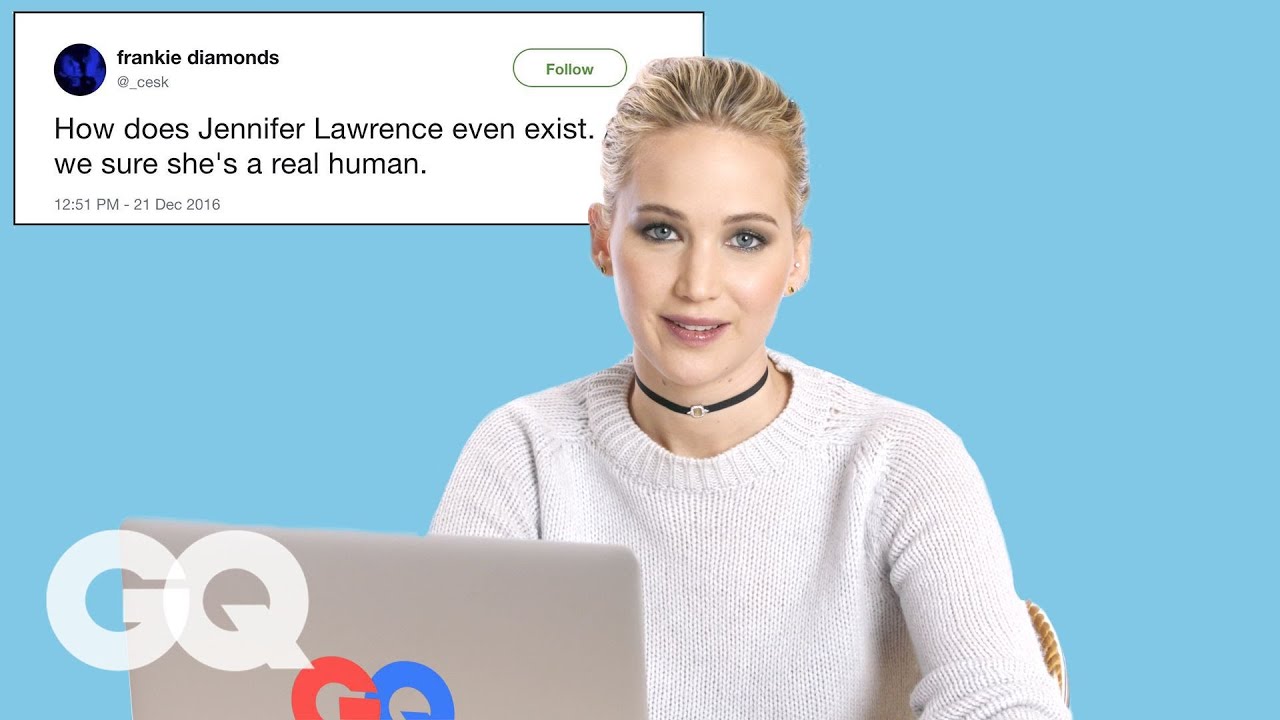 frankie diamonds
@_cesk
Follow
How does Jennifer Lawrence even exist.
we sure she's a real human.
12:51 PM - 21 Dec 2016
GQ
GQ